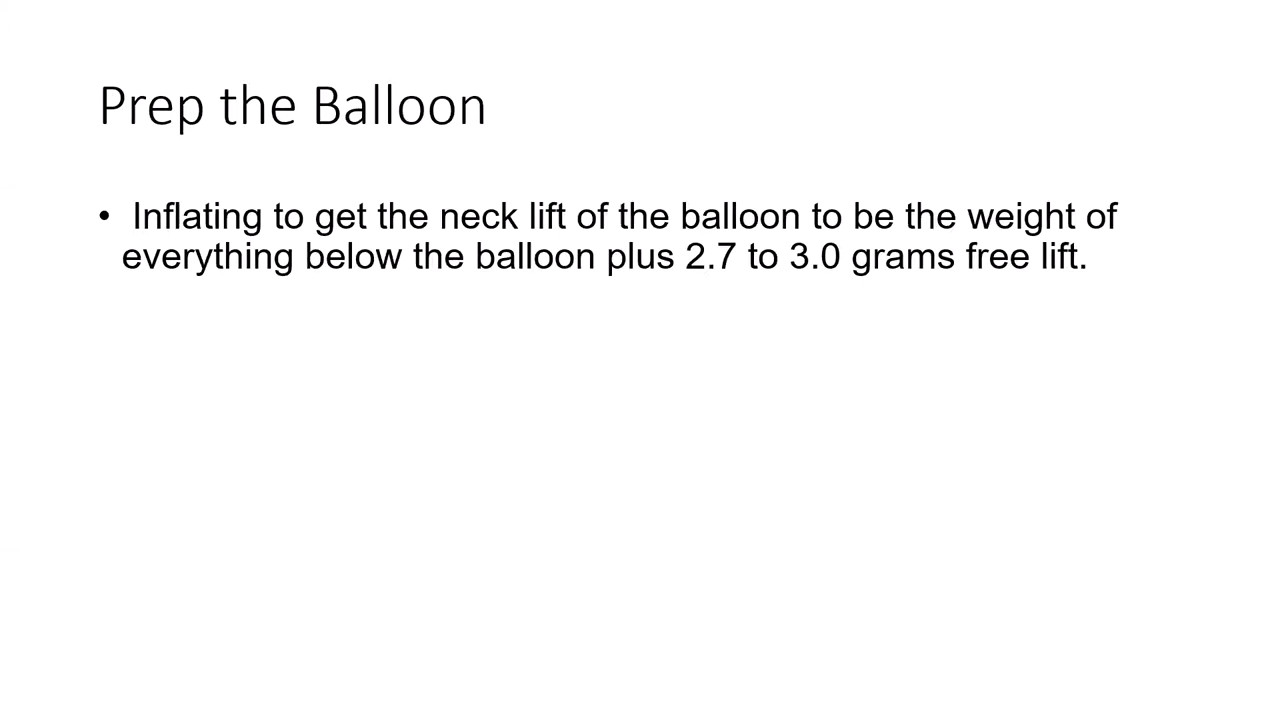 Prep the Balloon
• Inflating to get the neck lift of the balloon to be the weight of
everything below the balloon plus 2.7 to 3.0 grams free lift.